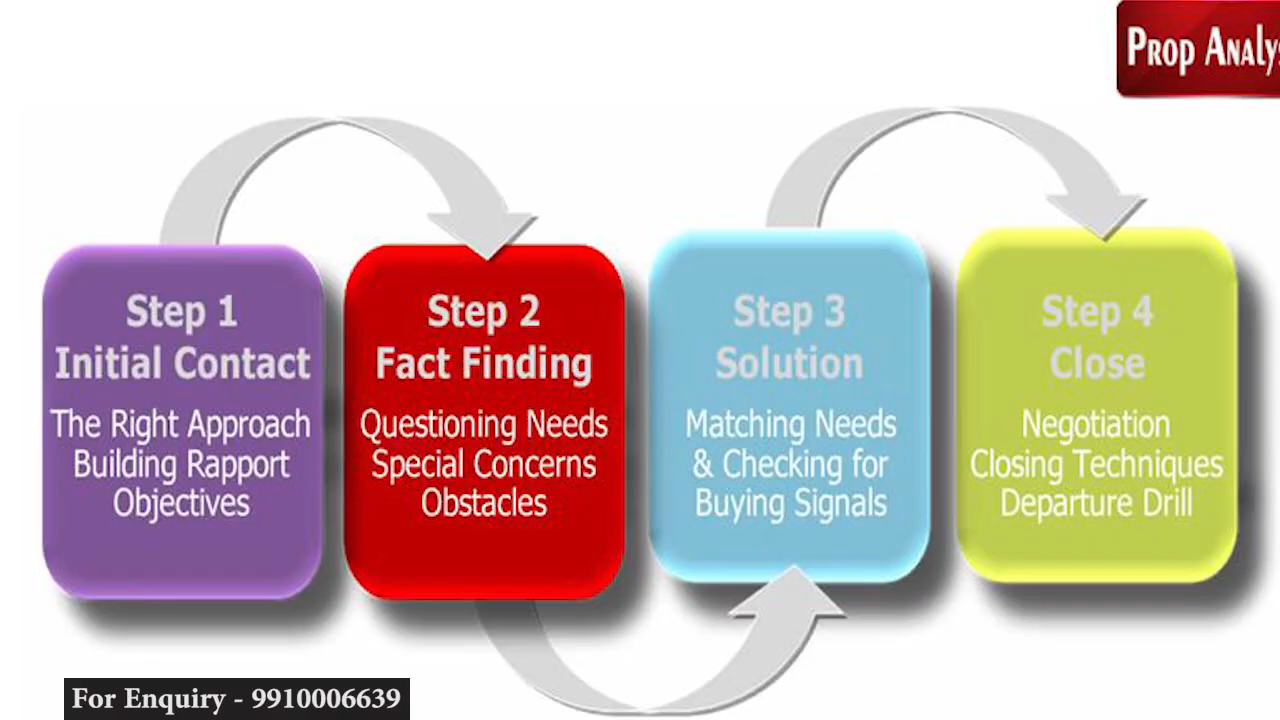 Prop Analy
Step 1
Initial Contact
The Right Approach
Building Rapport
Objectives
Step 2
Fact Finding
Questioning Needs
Special Concerns
Obstacles
Step 3
Solution
Matching Needs
& Checking for
Buying Signals
Step 4
Close
Negotiation
Closing Techniques
Departure Drill
For Enquiry - 9910006639